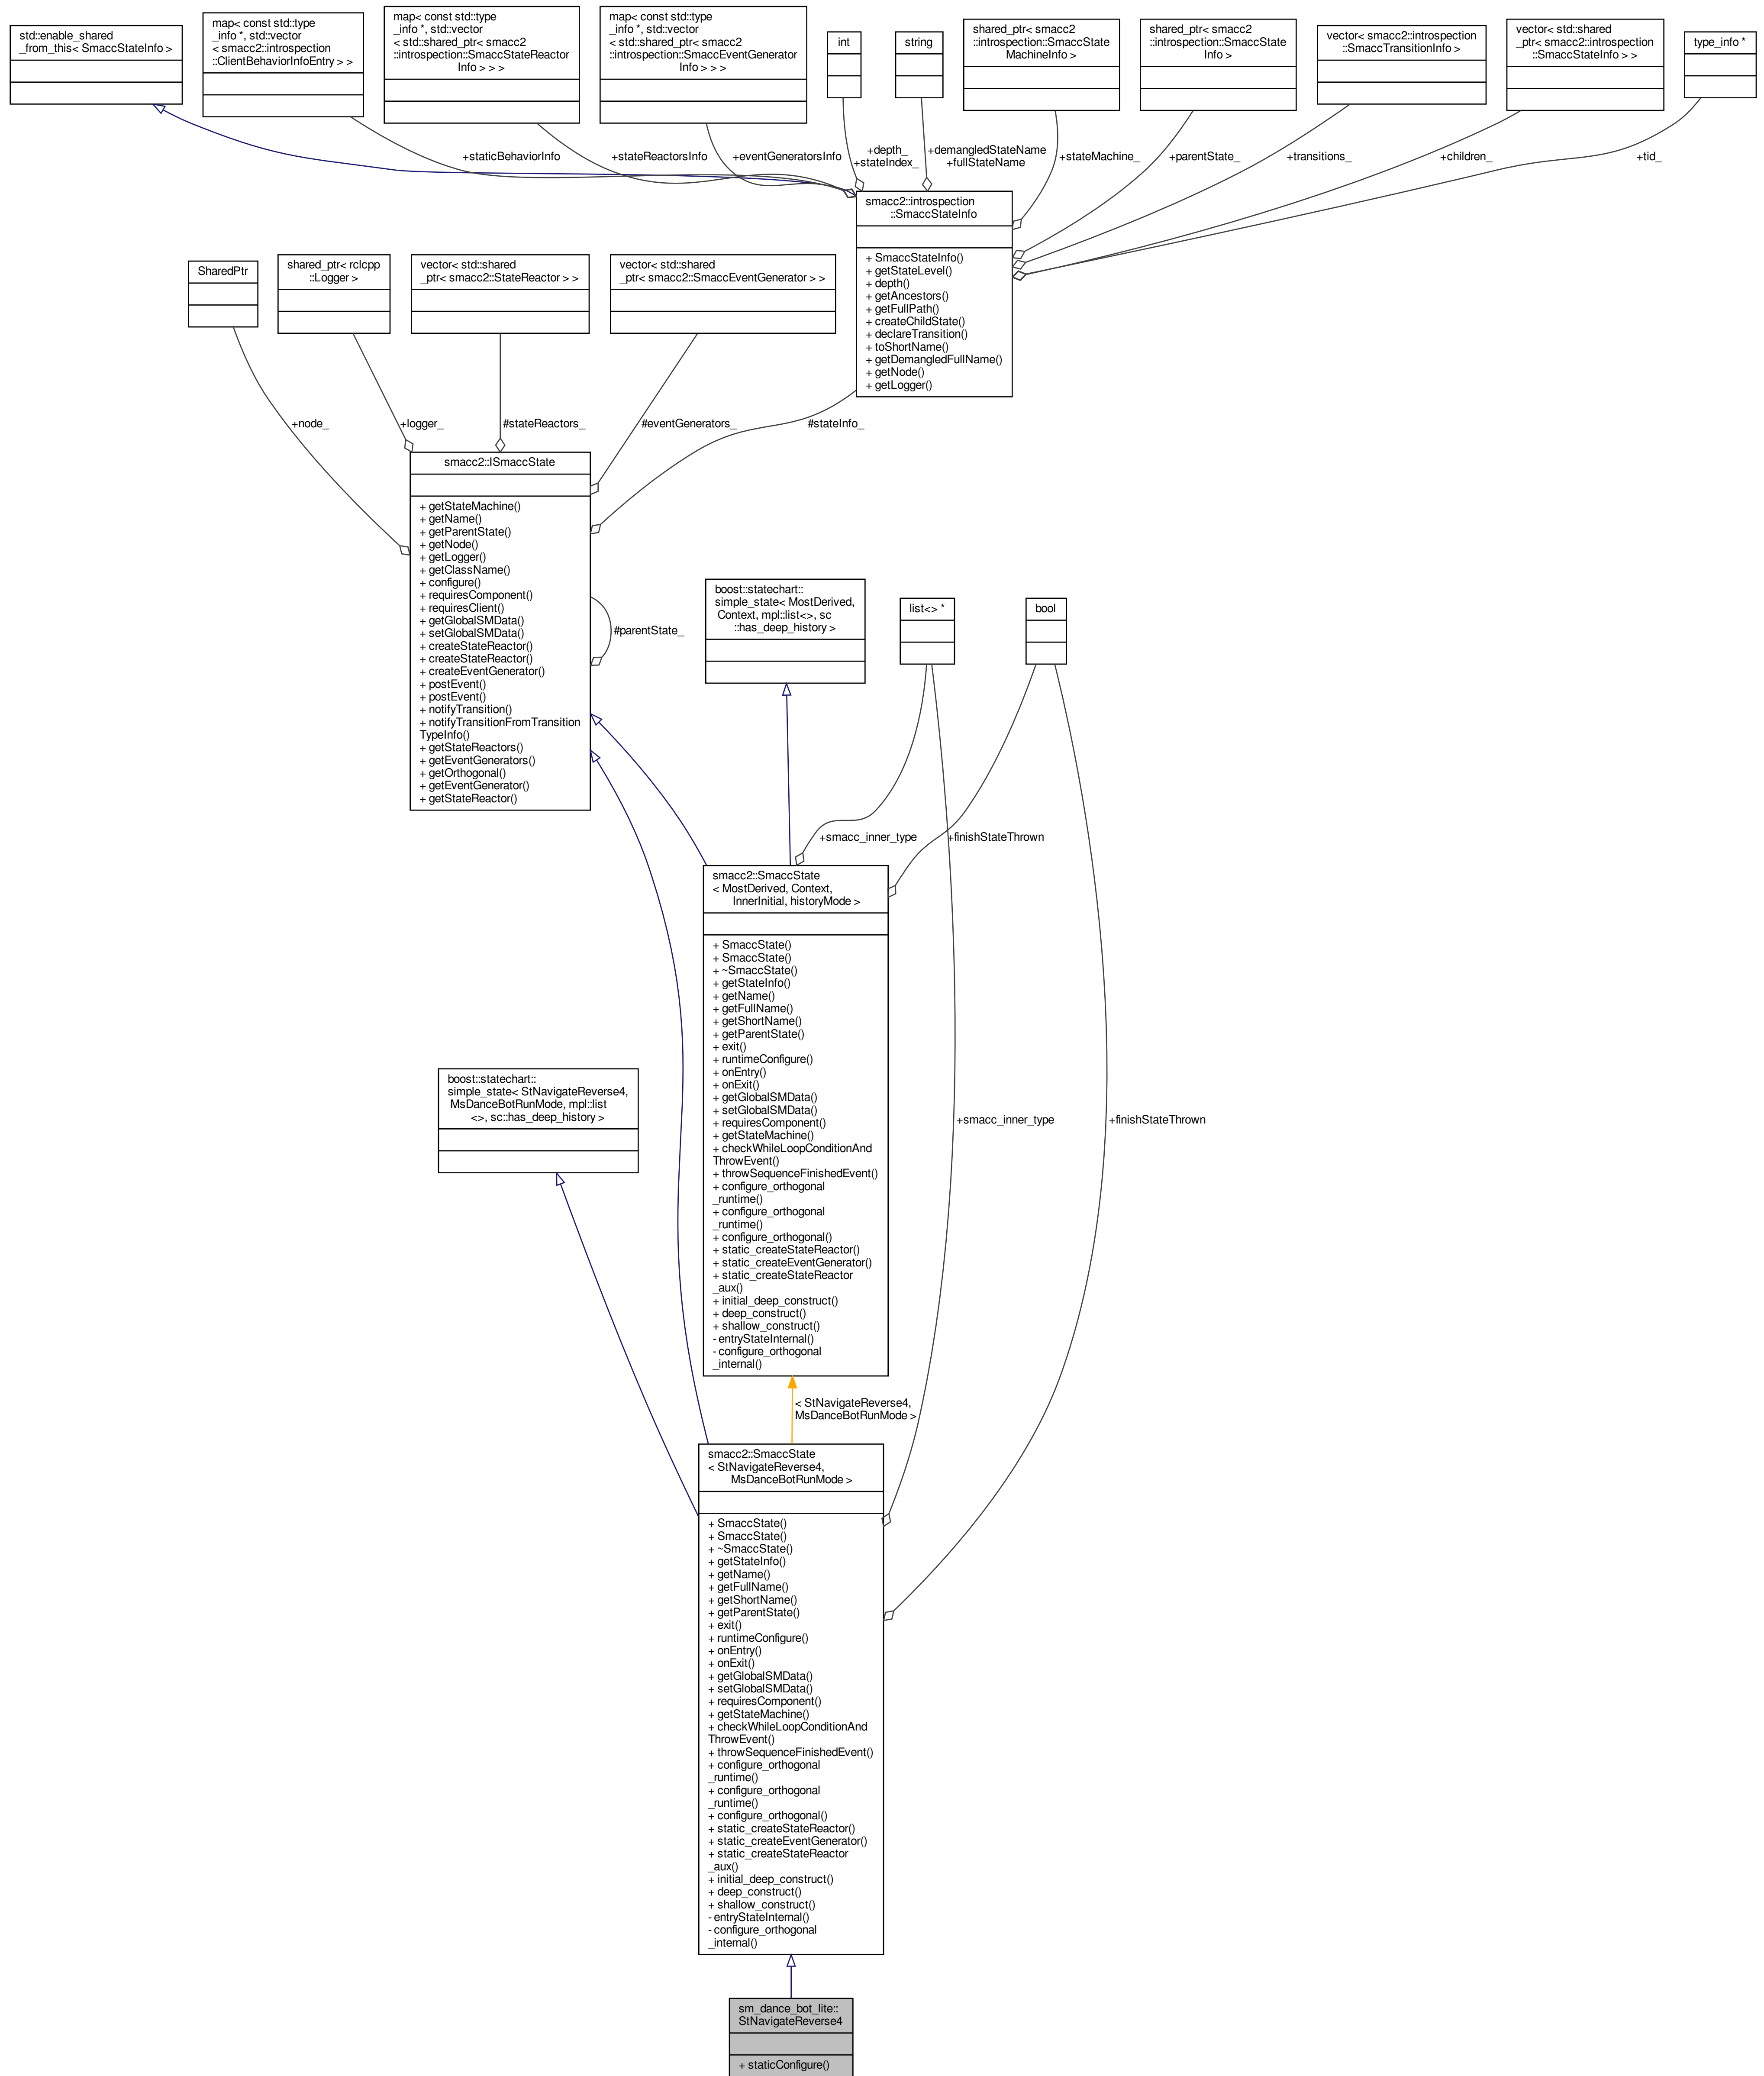 std::enable_shared
_from_this< SmaccStateInfo >
map< const std::type
_info *, std::vector
< smacc2::introspection
::ClientBehaviorInfoEntry > >
map< const std::type
_info *, std::vector
< std::shared_ptr< smacc2
::introspection::SmaccStateReactor
Info > > >
map< const std::type
_info *, std::vector
< std::shared_ptr< smacc2
::introspection::SmaccEventGenerator
Info > > >
int
string
shared_ptr< smacc2
::introspection::SmaccState
MachineInfo >
shared_ptr< smacc2
::introspection::SmaccState
Info >
vector< smacc2::introspection
::SmaccTransitionInfo >
vector< std::shared
_ptr< smacc2::introspection
::SmaccStateInfo > >
type_info *
+staticBehaviorInfo
+stateReactorsInfo
+eventGeneratorsInfo
+depth_
+stateIndex_
+demangledStateName
+fullStateName
+stateMachine_
+parentState_
+transitions_
+children_
+tid_
smacc2::introspection
::SmaccStateInfo
+ SmaccStateInfo()
+ getStateLevel()
+ depth()
+ getAncestors()
+ getFullPath()
+ createChildState()
+ declareTransition()
+ toShortName()
+ getDemangledFullName()
+ getNode()
+ getLogger()
SharedPtr
shared_ptr< rclcpp
::Logger >
vector< std::shared
_ptr< smacc2::StateReactor > >
vector< std::shared
_ptr< smacc2::SmaccEventGenerator > >
+node_
+logger_
#stateReactors_
#eventGenerators_
#stateInfo_
smacc2::ISmaccState
+ getStateMachine()
+ getName()
+ getParentState()
+ getNode()
+ getLogger()
+ getClassName()
+ configure()
+ requiresComponent()
+ requiresClient()
+ getGlobalSMData()
+ setGlobalSMData()
+ createStateReactor()
+ createStateReactor()
+ createEventGenerator()
+ postEvent()
+ postEvent()
+ notifyTransition()
+ notifyTransitionFromTransition
TypeInfo()
+ getStateReactors()
+ getEventGenerators()
+ getOrthogonal()
+ getEventGenerator()
+ getStateReactor()
#parentState_
boost::statechart::
simple_state< MostDerived,
Context, mpl::list<>, sc
::has_deep_history >
list<> *
bool
+smacc_inner_type
+finishStateThrown
smacc2::SmaccState
< MostDerived, Context,
InnerInitial, historyMode >
+ SmaccState()
+ SmaccState()
+ ~SmaccState()
+ getStateInfo()
+ getName()
+ getFullName()
+ getShortName()
+ getParentState()
+ exit()
+ runtimeConfigure()
+ onEntry()
+ onExit()
+ getGlobalSMData()
+ setGlobalSMData()
+ requiresComponent()
+ getStateMachine()
+ checkWhileLoopConditionAnd
ThrowEvent()
+ throwSequenceFinishedEvent()
+ configure_orthogonal
_runtime()
+ configure_orthogonal
_runtime()
+ configure_orthogonal()
+ static_createStateReactor()
+ static_createEventGenerator()
+ static_createStateReactor
_aux()
+ initial_deep_construct()
+ deep_construct()
+ shallow_construct()
- entryStateInternal()
- configure_orthogonal
_internal()
boost::statechart::
simple_state< StNavigateReverse4,
MsDanceBotRunMode, mpl::list
<>, sc::has_deep_history >
+smacc_inner_type
+finishStateThrown
< StNavigateReverse4,
MsDanceBotRunMode >
smacc2::SmaccState
< StNavigateReverse4,
MsDanceBotRunMode >
+ SmaccState()
+ SmaccState()
+ ~SmaccState()
+ getStateInfo()
+ getName()
+ getFullName()
+ getShortName()
+ getParentState()
+ exit()
+ runtimeConfigure()
+ onEntry()
+ onExit()
+ getGlobalSMData()
+ setGlobalSMData()
+ requiresComponent()
+ getStateMachine()
+ checkWhileLoopConditionAnd
ThrowEvent()
+ throwSequenceFinishedEvent()
+ configure_orthogonal
_runtime()
+ configure_orthogonal
_runtime()
+ configure_orthogonal()
+ static_createStateReactor()
+ static_createEventGenerator()
+ static_createStateReactor
_aux()
+ initial_deep_construct()
+ deep_construct()
+ shallow_construct()
- entryStateInternal()
- configure_orthogonal
_internal()
sm_dance_bot_lite::
StNavigateReverse4
+ staticConfigure()